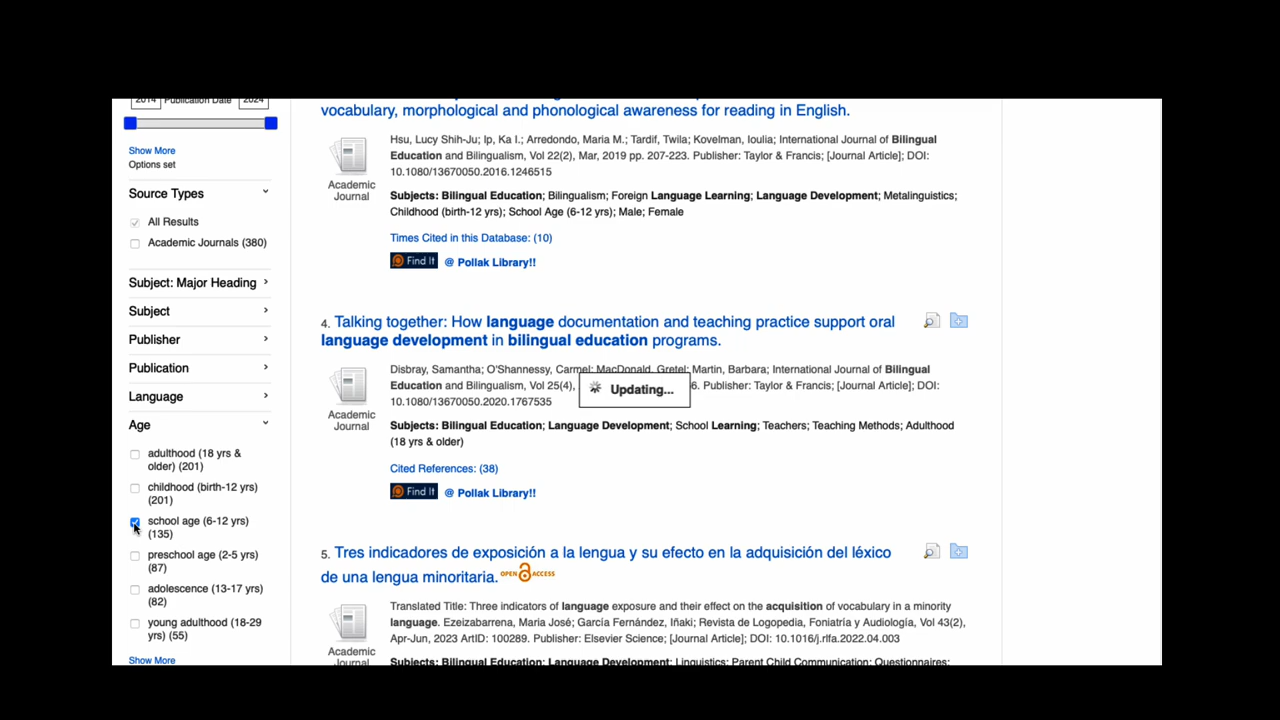 2014 Publication Date 2024
Show More
Options set
Source Types
All Results
Academic Journals (380)
Subject: Major Heading
Subject
Publisher
Publication
Language
Age
adulthood (18 yrs &
older) (201)
childhood (birth-12 yrs)
(201)
school age (6-12 yrs)
(135)
preschool age (2-5 yrs)
(87)
adolescence (13-17 yrs)
(82)
young adulthood (18-29
yrs) (55)
Show More
vocabulary, morphological and phonological awareness for reading in English.
Academic
Journal
Hsu, Lucy Shih-Ju; Ip, Ka I.; Arredondo, Maria M.; Tardif, Twila; Kovelman, Ioulia; International Journal of Bilingual
Education and Bilingualism, Vol 22(2), Mar, 2019 pp. 207-223. Publisher: Taylor & Francis; [Journal Article]; DOI:
10.1080/13670050.2016.1246515
Subjects: Bilingual Education; Bilingualism; Foreign Language Learning; Language Development; Metalinguistics;
Childhood (birth-12 yrs); School Age (6-12 yrs); Male; Female
Times Cited in this Database: (10)
Find It @ Pollak Library!!
4. Talking together: How language documentation and teaching practice support oral
language development in bilingual education programs.
Academic
Journal
Disbray, Samantha; O'Shannessy, Carmel; MacDonald, Gretel; Martin, Barbara; International Journal of Bilingual
Education and Bilingualism, Vol 25(4), 6. Publisher: Taylor & Francis; [Journal Article]; DOI:
10.1080/13670050.2020.1767535
Updating...
Subjects: Bilingual Education; Language Development; School Learning; Teachers; Teaching Methods; Adulthood
(18 yrs & older)
Cited References: (38)
Find It @ Pollak Library!!
5. Tres indicadores de exposición a la lengua y su efecto en la adquisición del léxico
de una lengua minoritaria. OPEN ACCESS
Academic
Journal
Translated Title: Three indicators of language exposure and their effect on the acquisition of vocabulary in a minority
language. Ezeizabarrena, María José; García Fernández, Iñaki; Revista de Logopedia, Foniatría y Audiología, Vol 43(2),
Apr-Jun, 2023 ArtID: 100289. Publisher: Elsevier Science; [Journal Article]; DOI: 10.1016/j.rlfa.2022.04.003
Subjects: Bilingual Education; Language Development; Linguistics; Parent Child Communication; Questionnaires;